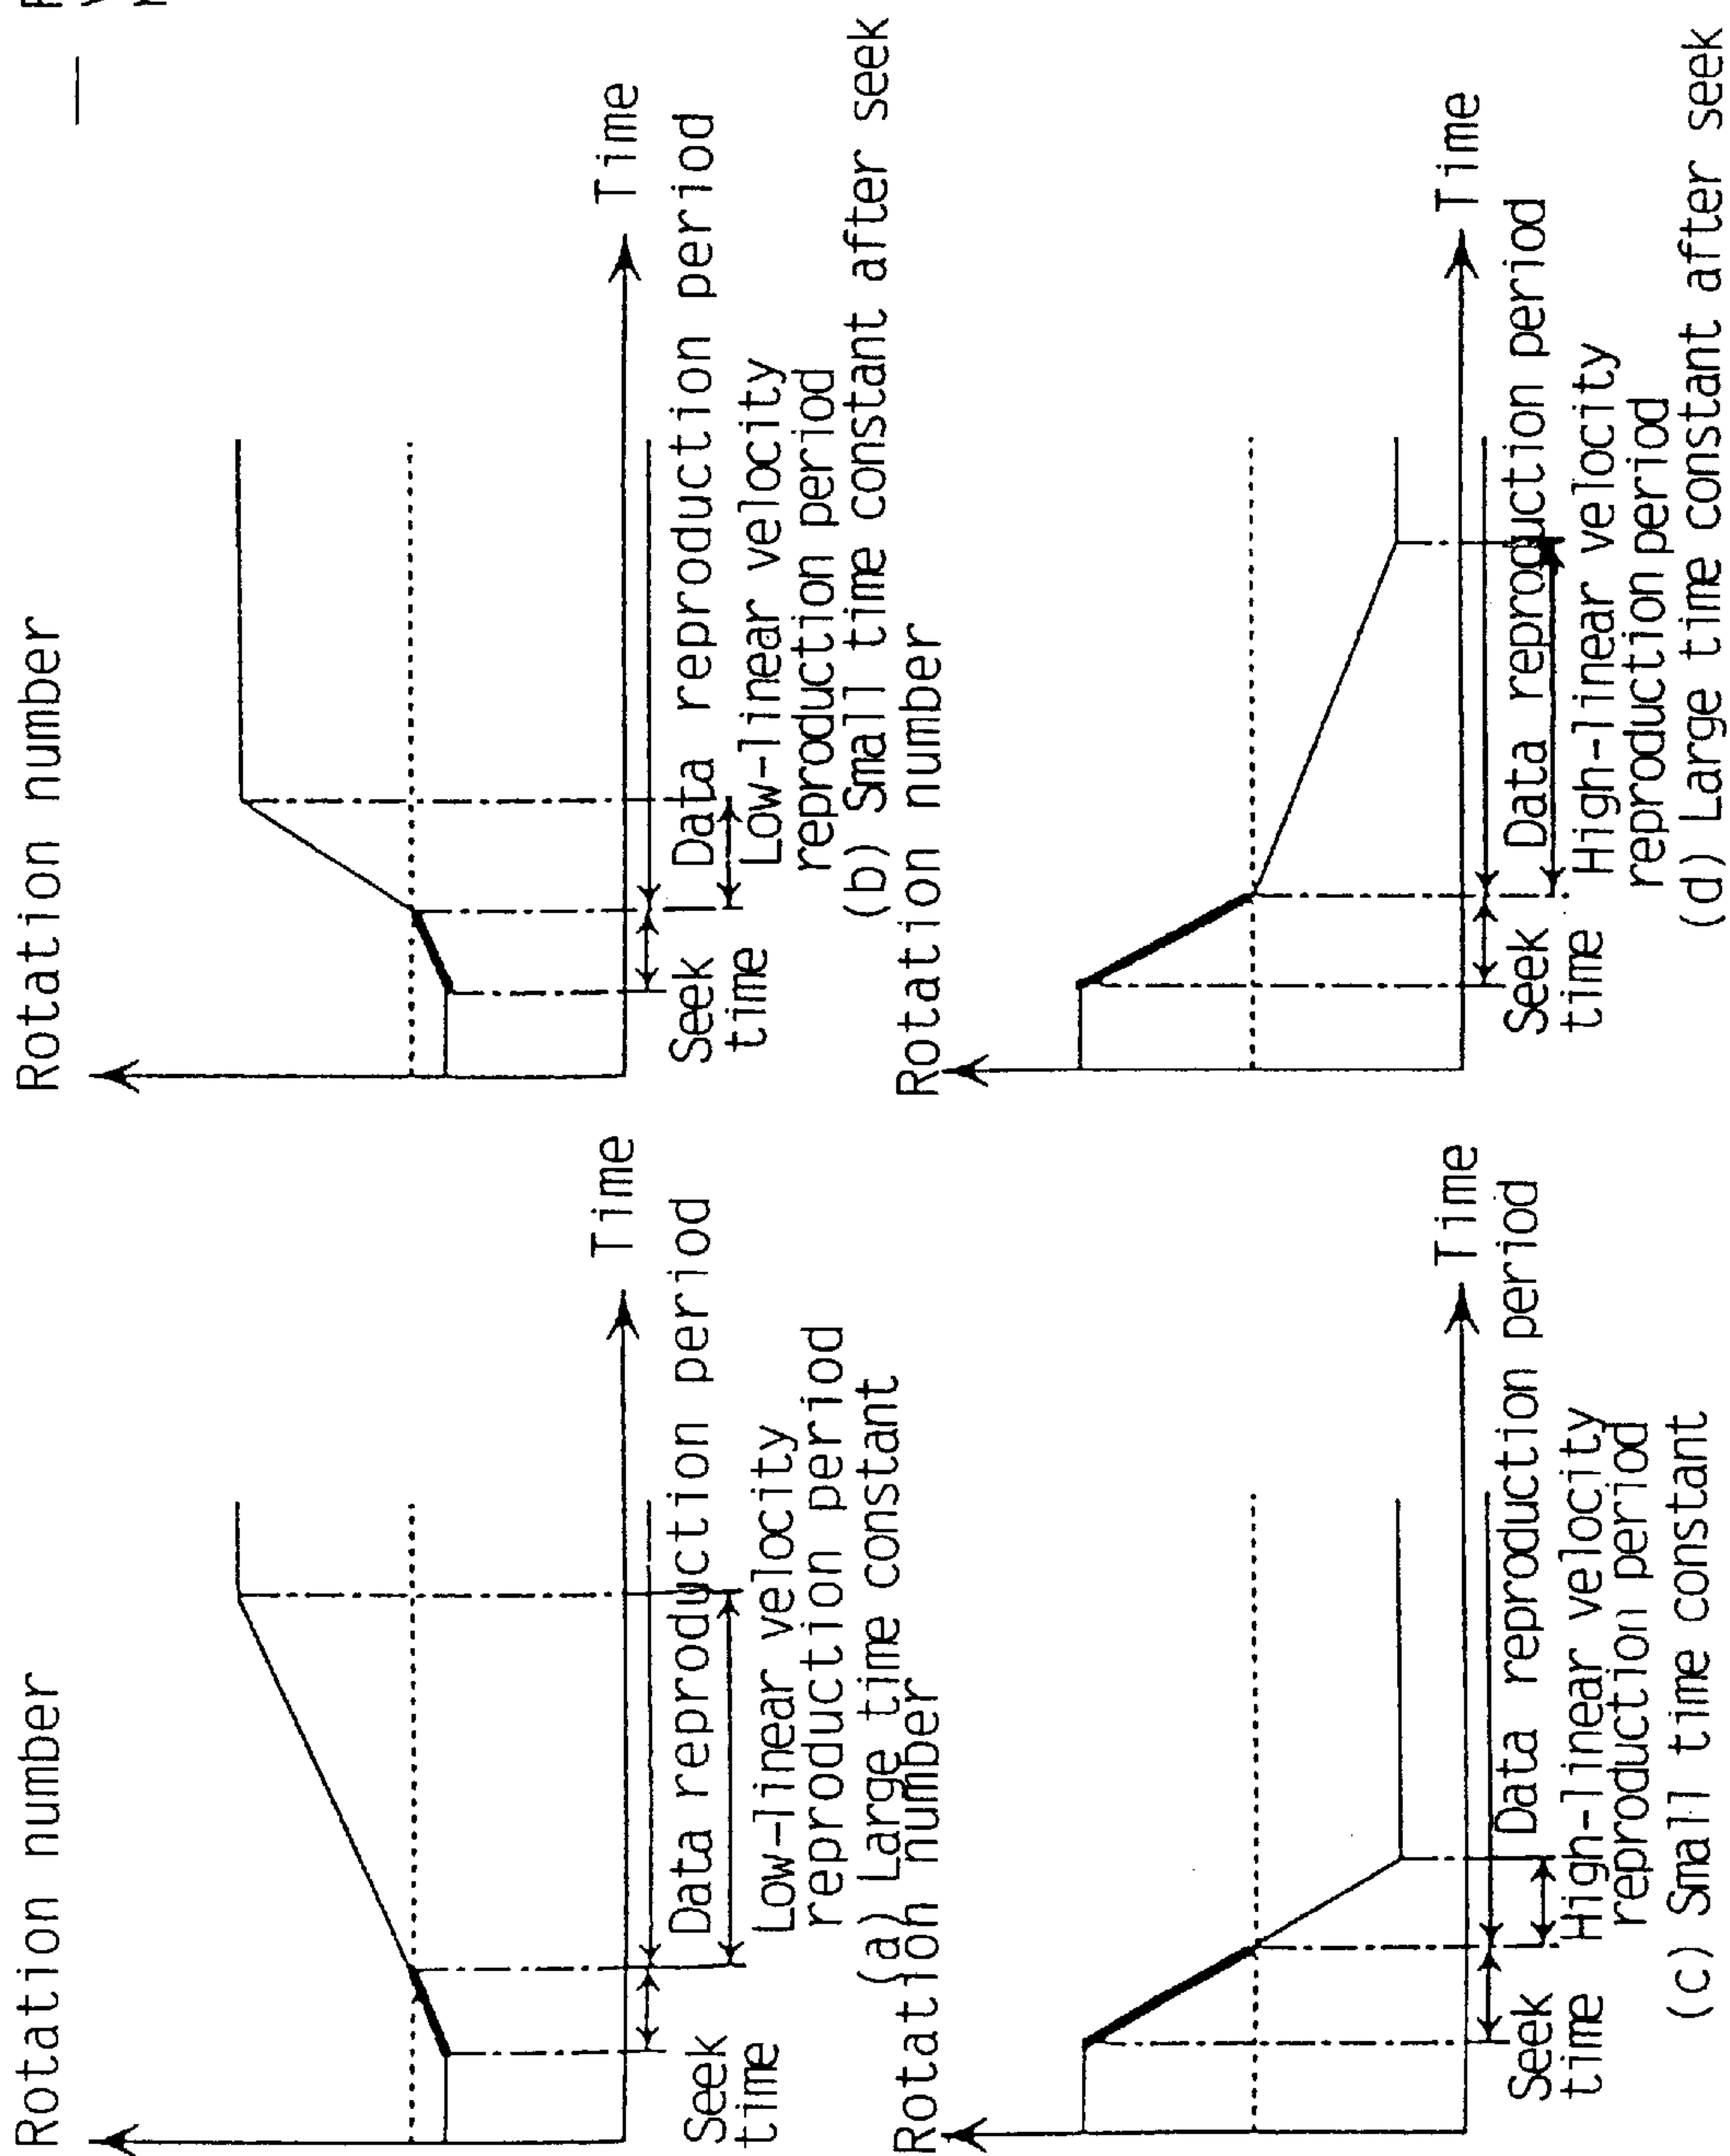 Rotation number
Time
Seek
time
Data reproduction period
Low-linear velocity
reproduction period
(a) Large time constant
Rotation number
Time
Seek
time
Data reproduction period
Low-linear velocity
reproduction period
(b) Small time constant after seek
Rotation number
Time
Seek
time
Data reproduction period
High-linear velocity
reproduction period
(c) Small time constant
Rotation number
Time
Seek
time
Data reproduction period
High-linear velocity
reproduction period
(d) Large time constant after seek